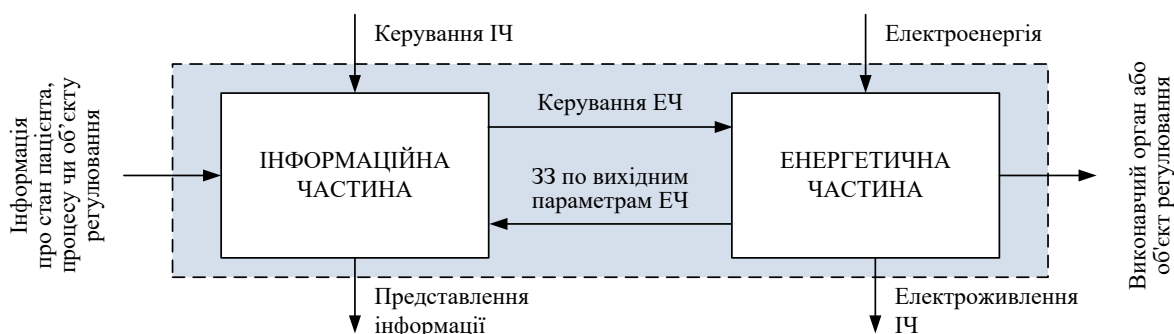 Керування ІЧ
Електроенергія
Інформація
про стан пацієнта,
процесу чи об’єкту
регулювання
ІНФОРМАЦІЙНА
ЧАСТИНА
Керування ЕЧ
ЗЗ по вихідним
параметрам ЕЧ
ЕНЕРГЕТИЧНА
ЧАСТИНА
Виконавчий орган або
об'єкт регулювання
Представлення
інформації
Електроживлення
ІЧ